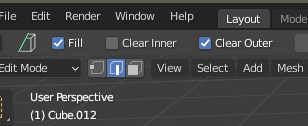 File Edit Render Window Help Layout Mode
Fill Clear Inner Clear Outer
Edit Mode View Select Add Mesh
User Perspective
(1) Cube.012